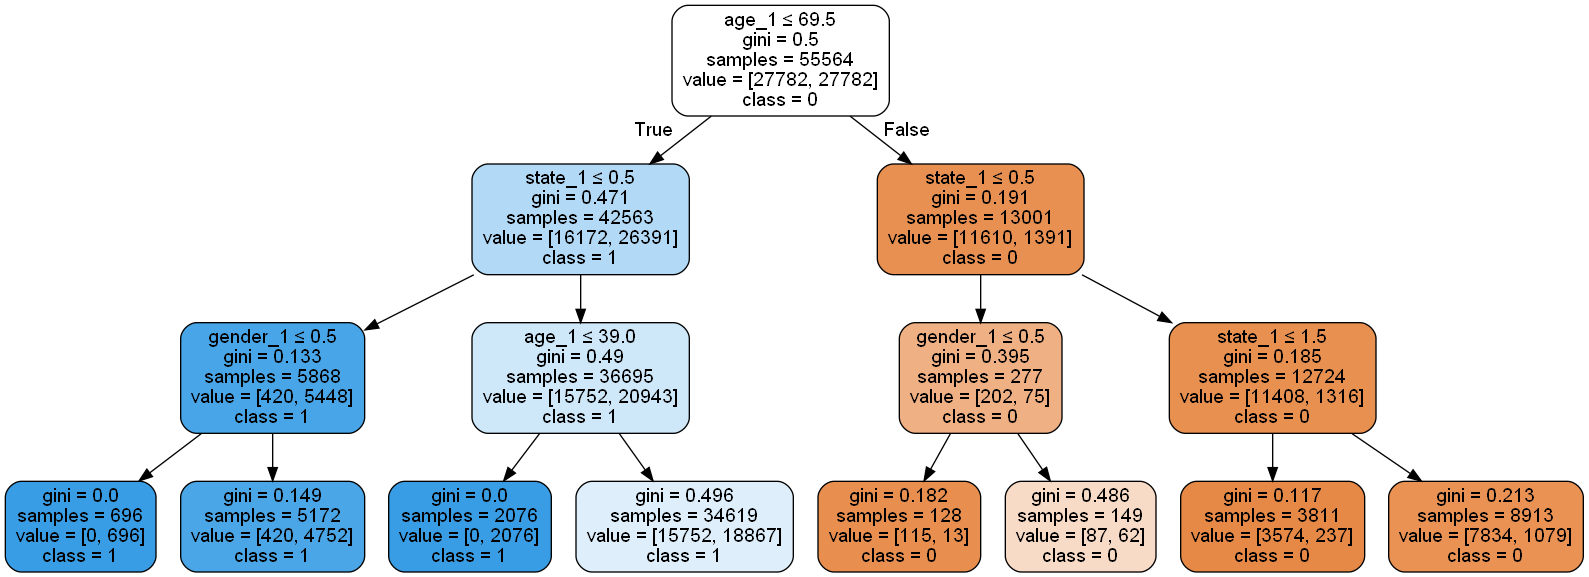 age_1 ≤ 69.5
gini = 0.5
samples = 55564
value = [27782, 27782]
class = 0
True
False
state_1 ≤ 0.5
gini = 0.471
samples = 42563
value = [16172, 26391]
class = 1
state_1 ≤ 0.5
gini = 0.191
samples = 13001
value = [11610, 1391]
class = 0
gender_1 ≤ 0.5
gini = 0.133
samples = 5868
value = [420, 5448]
class = 1
age_1 ≤ 39.0
gini = 0.49
samples = 36695
value = [15752, 20943]
class = 1
gender_1 ≤ 0.5
gini = 0.395
samples = 277
value = [202, 75]
class = 0
state_1 ≤ 1.5
gini = 0.185
samples = 12724
value = [11408, 1316]
class = 0
gini = 0.0
samples = 696
value = [0, 696]
class = 1
gini = 0.149
samples = 5172
value = [420, 4752]
class = 1
gini = 0.0
samples = 2076
value = [0, 2076]
class = 1
gini = 0.496
samples = 34619
value = [15752, 18867]
class = 1
gini = 0.182
samples = 128
value = [115, 13]
class = 0
gini = 0.486
samples = 149
value = [87, 62]
class = 0
gini = 0.117
samples = 3811
value = [3574, 237]
class = 0
gini = 0.213
samples = 8913
value = [7834, 1079]
class = 0